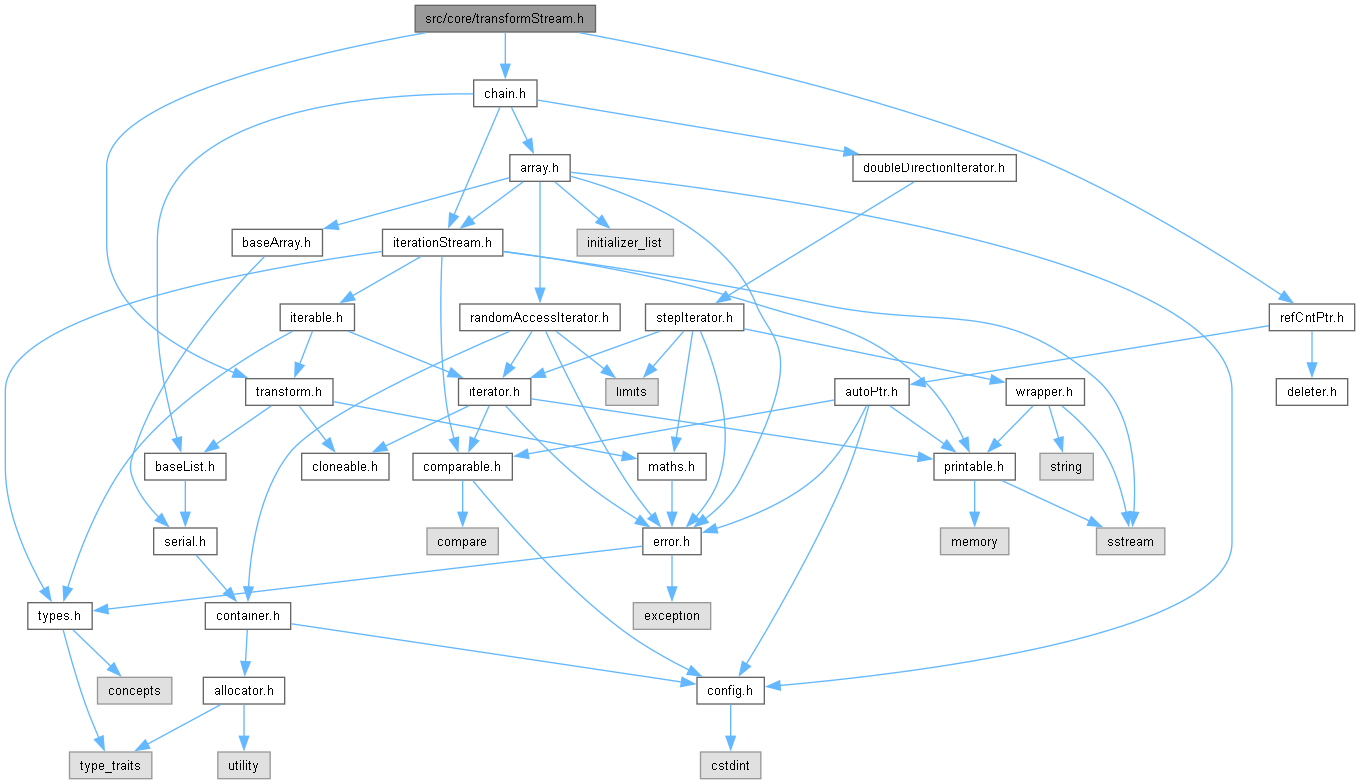 src/core/transformStream.h
chain.h
array.h
doubleDirectionIterator.h
baseArray.h
iterationStream.h
initializer_list
iterable.h
randomAccessIterator.h
stepIterator.h
refCntPtr.h
transform.h
iterator.h
limits
autoPtr.h
wrapper.h
deleter.h
baseList.h
cloneable.h
comparable.h
maths.h
printable.h
string
serial.h
compare
error.h
memory
sstream
types.h
container.h
exception
concepts
allocator.h
config.h
type_traits
utility
cstdint